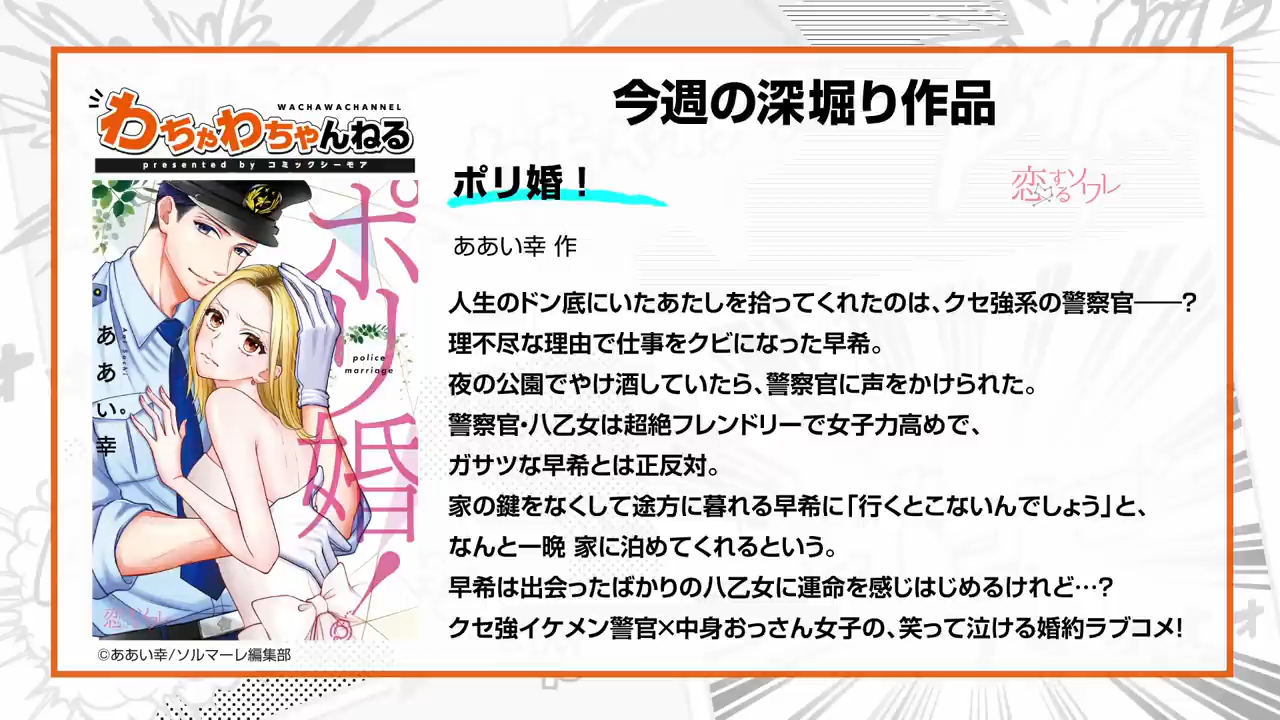 今週の深堀り作品
WACHAWACHANNEL
わちゃわちゃんねる
presented by コミックシーモア
ポリ婚!
恋するソワレ
ああい幸 作
人生のドン底にいたあたしを拾ってくれたのは、クセ強系の警察官――?
理不尽な理由で仕事をクビになった早希。
夜の公園でやけ酒していたら、警察官に声をかけられた。
警察官・八乙女は超絶フレンドリーで女子力高めで、
ガサツな早希とは正反対。
家の鍵をなくして途方に暮れる早希に「行くとこないんでしょう」と、
なんと一晩 家に泊めてくれるという。
早希は出会ったばかりの八乙女に運命を感じはじめるけれど…?
クセ強イケメン警官×中身おっさん女子の、笑って泣ける婚約ラブコメ!
ポリ婚!
police
marriage
ああい。幸
恋するソワレ
©ああい幸/ソルマーレ編集部